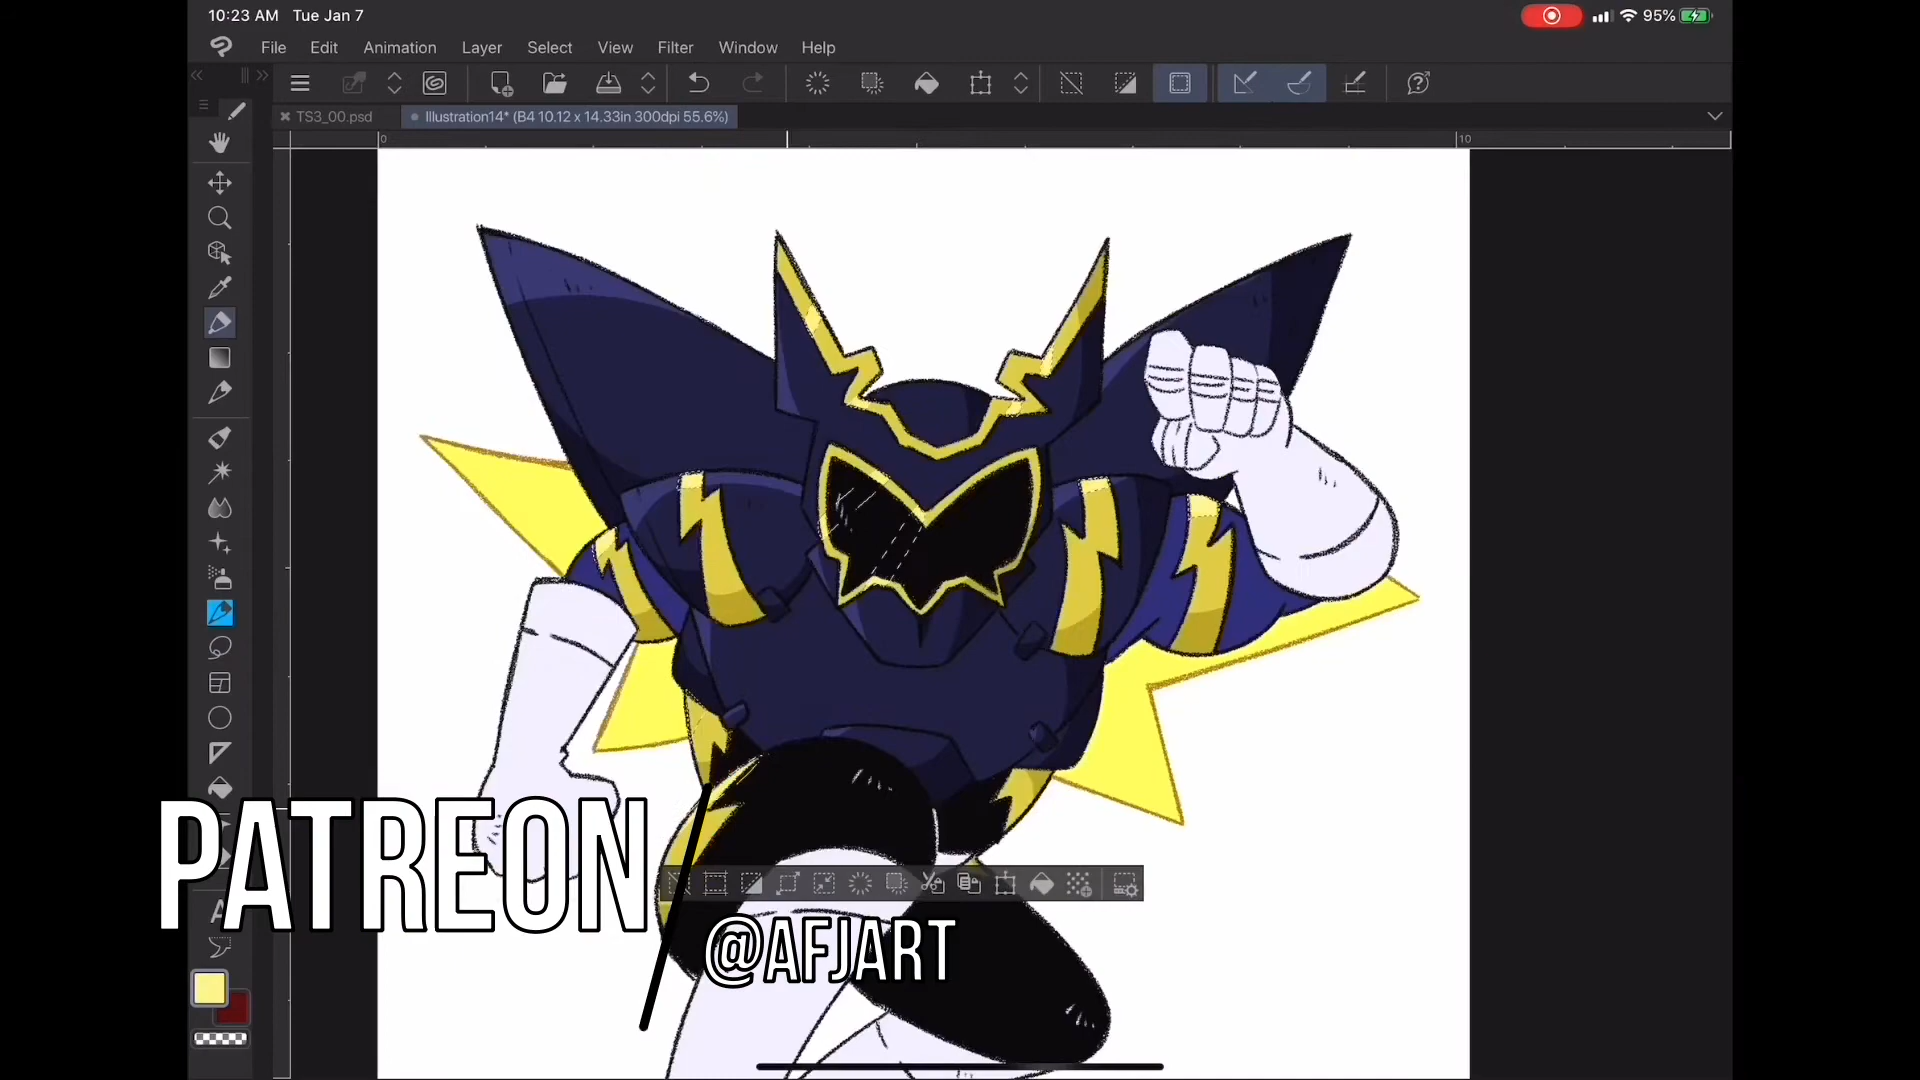 10:23 AM Tue Jan 7
95%
File Edit Animation Layer Select View Filter Window Help
TS3_00.psd
Illustration14* (B4 10.12 x 14.33in 300dpi 55.6%)
0
10
PATREON
@AFJART